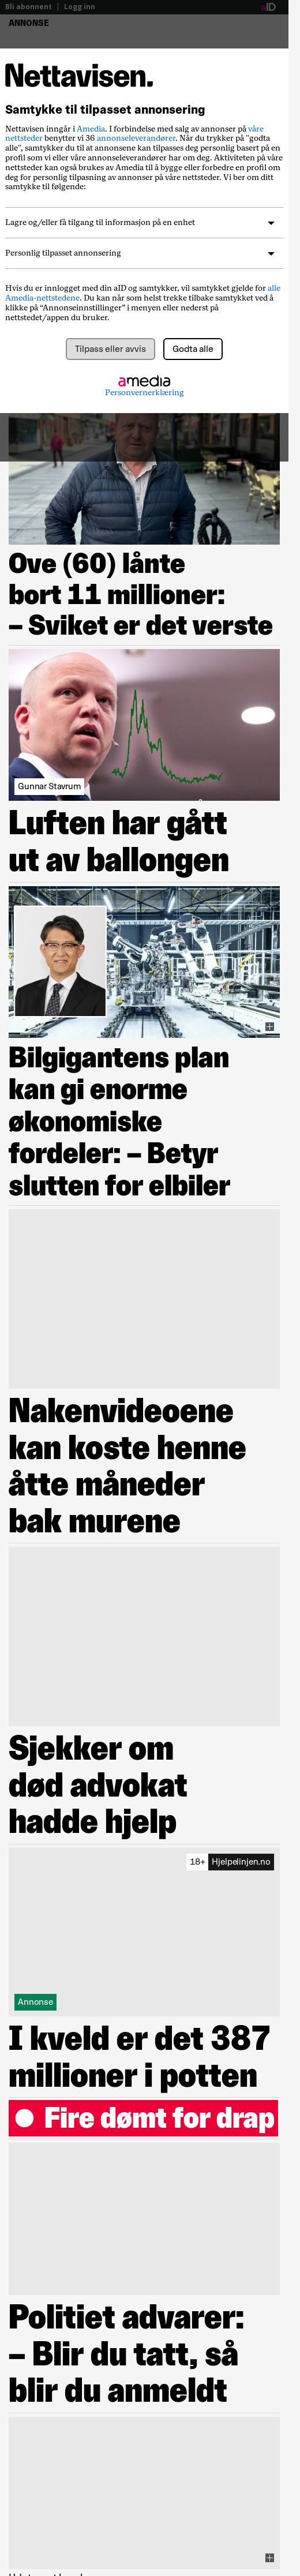 Bli abonnent
Logg inn
aID
ANNONSE
Nettavisen.
Samtykke til tilpasset annonsering
Nettavisen inngår i Amedia. I forbindelse med salg av annonser på våre
nettsteder benytter vi 36 annonseleverandører. Når du trykker på "godta
alle", samtykker du til at annonsene kan tilpasses deg personlig basert på en
profil som vi eller våre annonseleverandører har om deg. Aktiviteten på våre
nettsteder kan også brukes av Amedia til å bygge eller forbedre en profil om
deg for personlig tilpasning av annonser på våre nettsteder. Vi ber om ditt
samtykke til følgende:
Lagre og/eller få tilgang til informasjon på en enhet
Personlig tilpasset annonsering
Hvis du er innlogget med din aID og samtykker, vil samtykket gjelde for alle
Amedia-nettstedene. Du kan når som helst trekke tilbake samtykket ved å
klikke på “Annonseinnstillinger” i menyen eller nederst på
nettstedet/appen du bruker.
Tilpass eller avvis
Godta alle
amedia
Personvernerklæring
Ove (60) lånte
bort 11 millioner:
– Sviket er det verste
Gunnar Stavrum
Luften har gått
ut av ballongen
Bilgigantens plan
kan gi enorme
økonomiske
fordeler: – Betyr
slutten for elbiler
Nakenvideoene
kan koste henne
åtte måneder
bak murene
Sjekker om
død advokat
hadde hjelp
18+ Hjelpelinjen.no
Annonse
I kveld er det 387
millioner i potten
Fire dømt for drap
Politiet advarer:
– Blir du tatt, så
blir du anmeldt